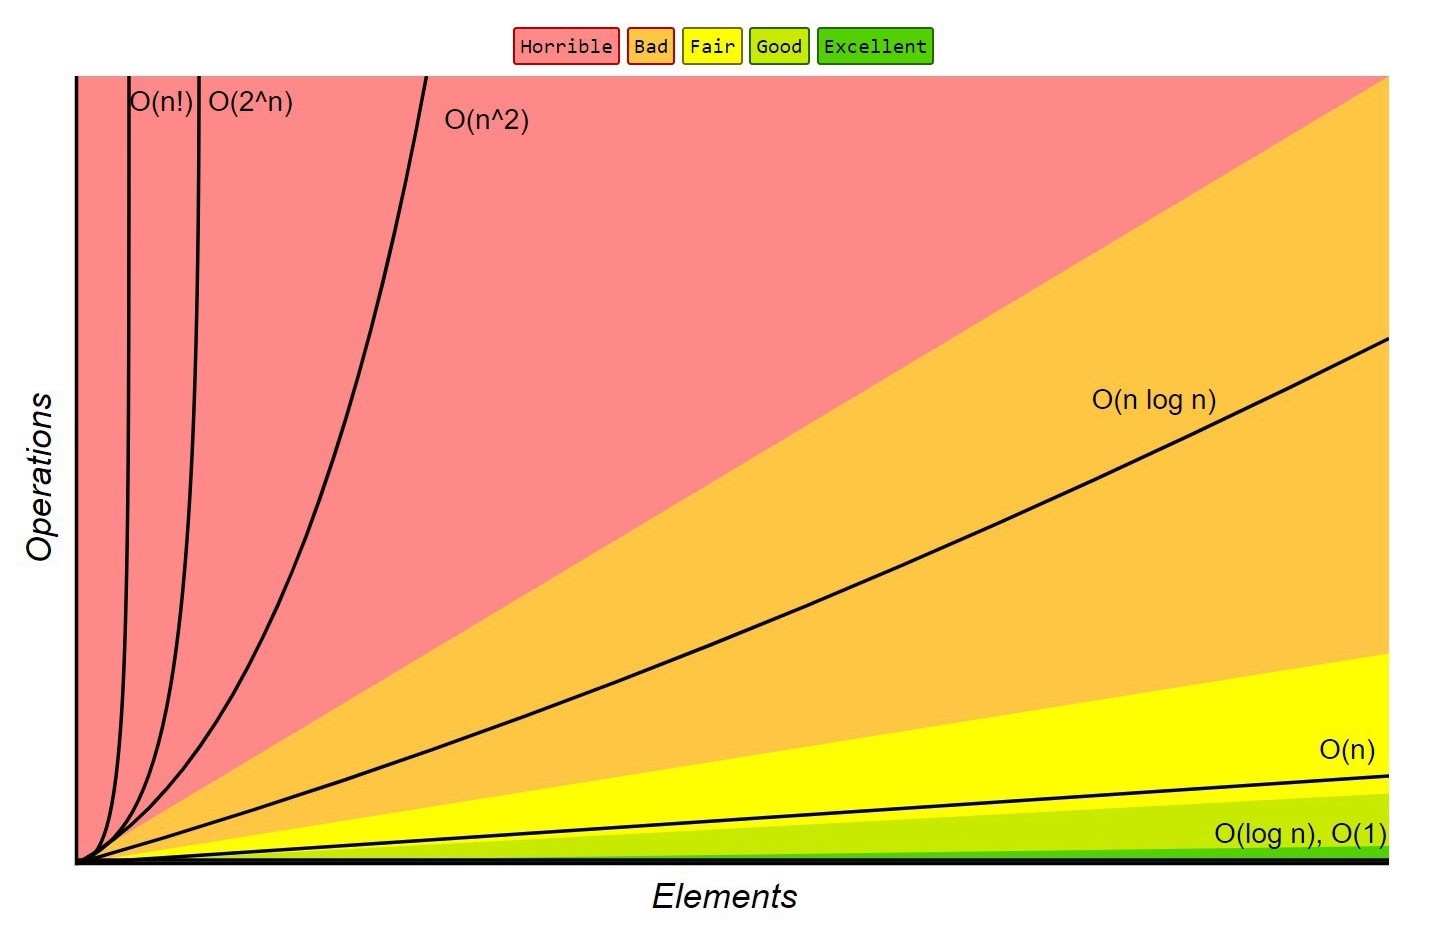 Horrible Bad Fair Good Excellent
O(n!) O(2^n)
O(n^2)
O(n log n)
O(n)
O(log n), O(1)
Operations
Elements